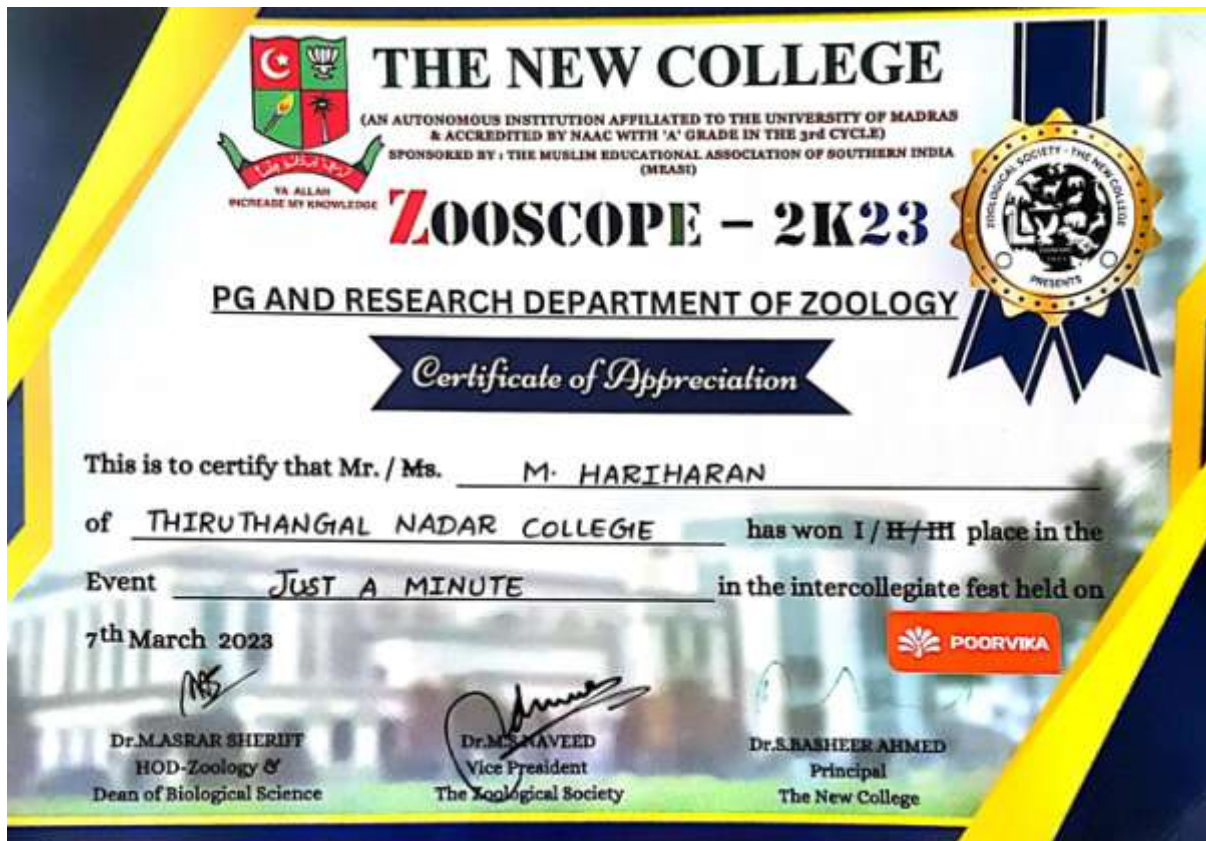 THE NEW COLLEGE
(AN AUTONOMOUS INSTITUTION AFFILIATED TO THE UNIVERSITY OF MADRAS
& ACCREDITED BY NAAC WITH 'A' GRADE IN THE 3rd CYCLE)
SPONSORED BY : THE MUSLIM EDUCATIONAL ASSOCIATION OF SOUTHERN INDIA
(MEASI)
YA ALLAH
INCREASE MY KNOWLEDGE
ZOOSCOPE – 2K23
ZOOLOGICAL SOCIETY - THE NEW COLLEGE
PRESENTS
PG AND RESEARCH DEPARTMENT OF ZOOLOGY
Certificate of Appreciation
This is to certify that Mr. / Ms. M. HARIHARAN
of THIRUTHANGAL NADAR COLLEGE has won I / II / III place in the
Event JUST A MINUTE in the intercollegiate fest held on
7th March 2023
POORVIKA
Dr.M.ASRAR SHERIFF
HOD-Zoology &
Dean of Biological Science
Dr.M.S.NAVEED
Vice President
The Zoological Society
Dr.S.BASHEER AHMED
Principal
The New College